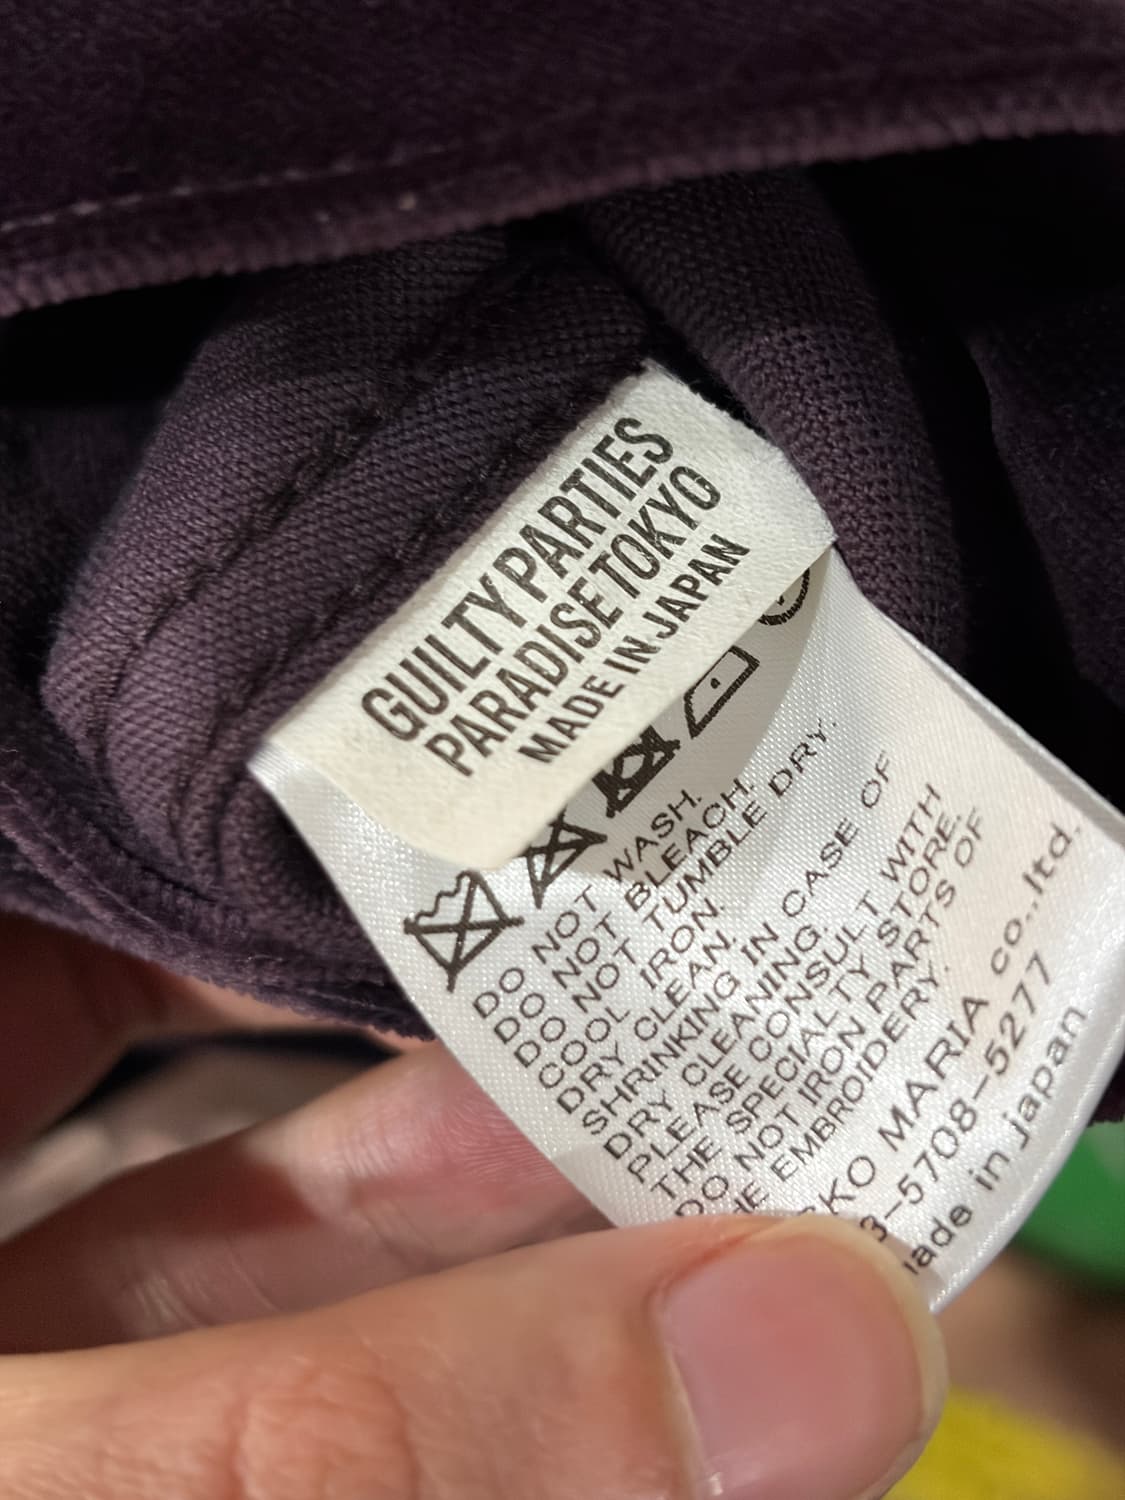 GUILTY PARTIES
PARADISE TOKYO
MADE IN JAPAN
DO NOT WASH.
DO NOT BLEACH.
DO NOT TUMBLE DRY.
COOL IRON.
DRY CLEAN.
SHRINKING IN CASE OF
DRY CLEANING.
PLEASE CONSULT WITH
THE SPECIALTY STORE.
DO NOT IRON PARTS OF
EMBROIDERY.
MARIA co.,ltd.
3-5708-5277
in japan